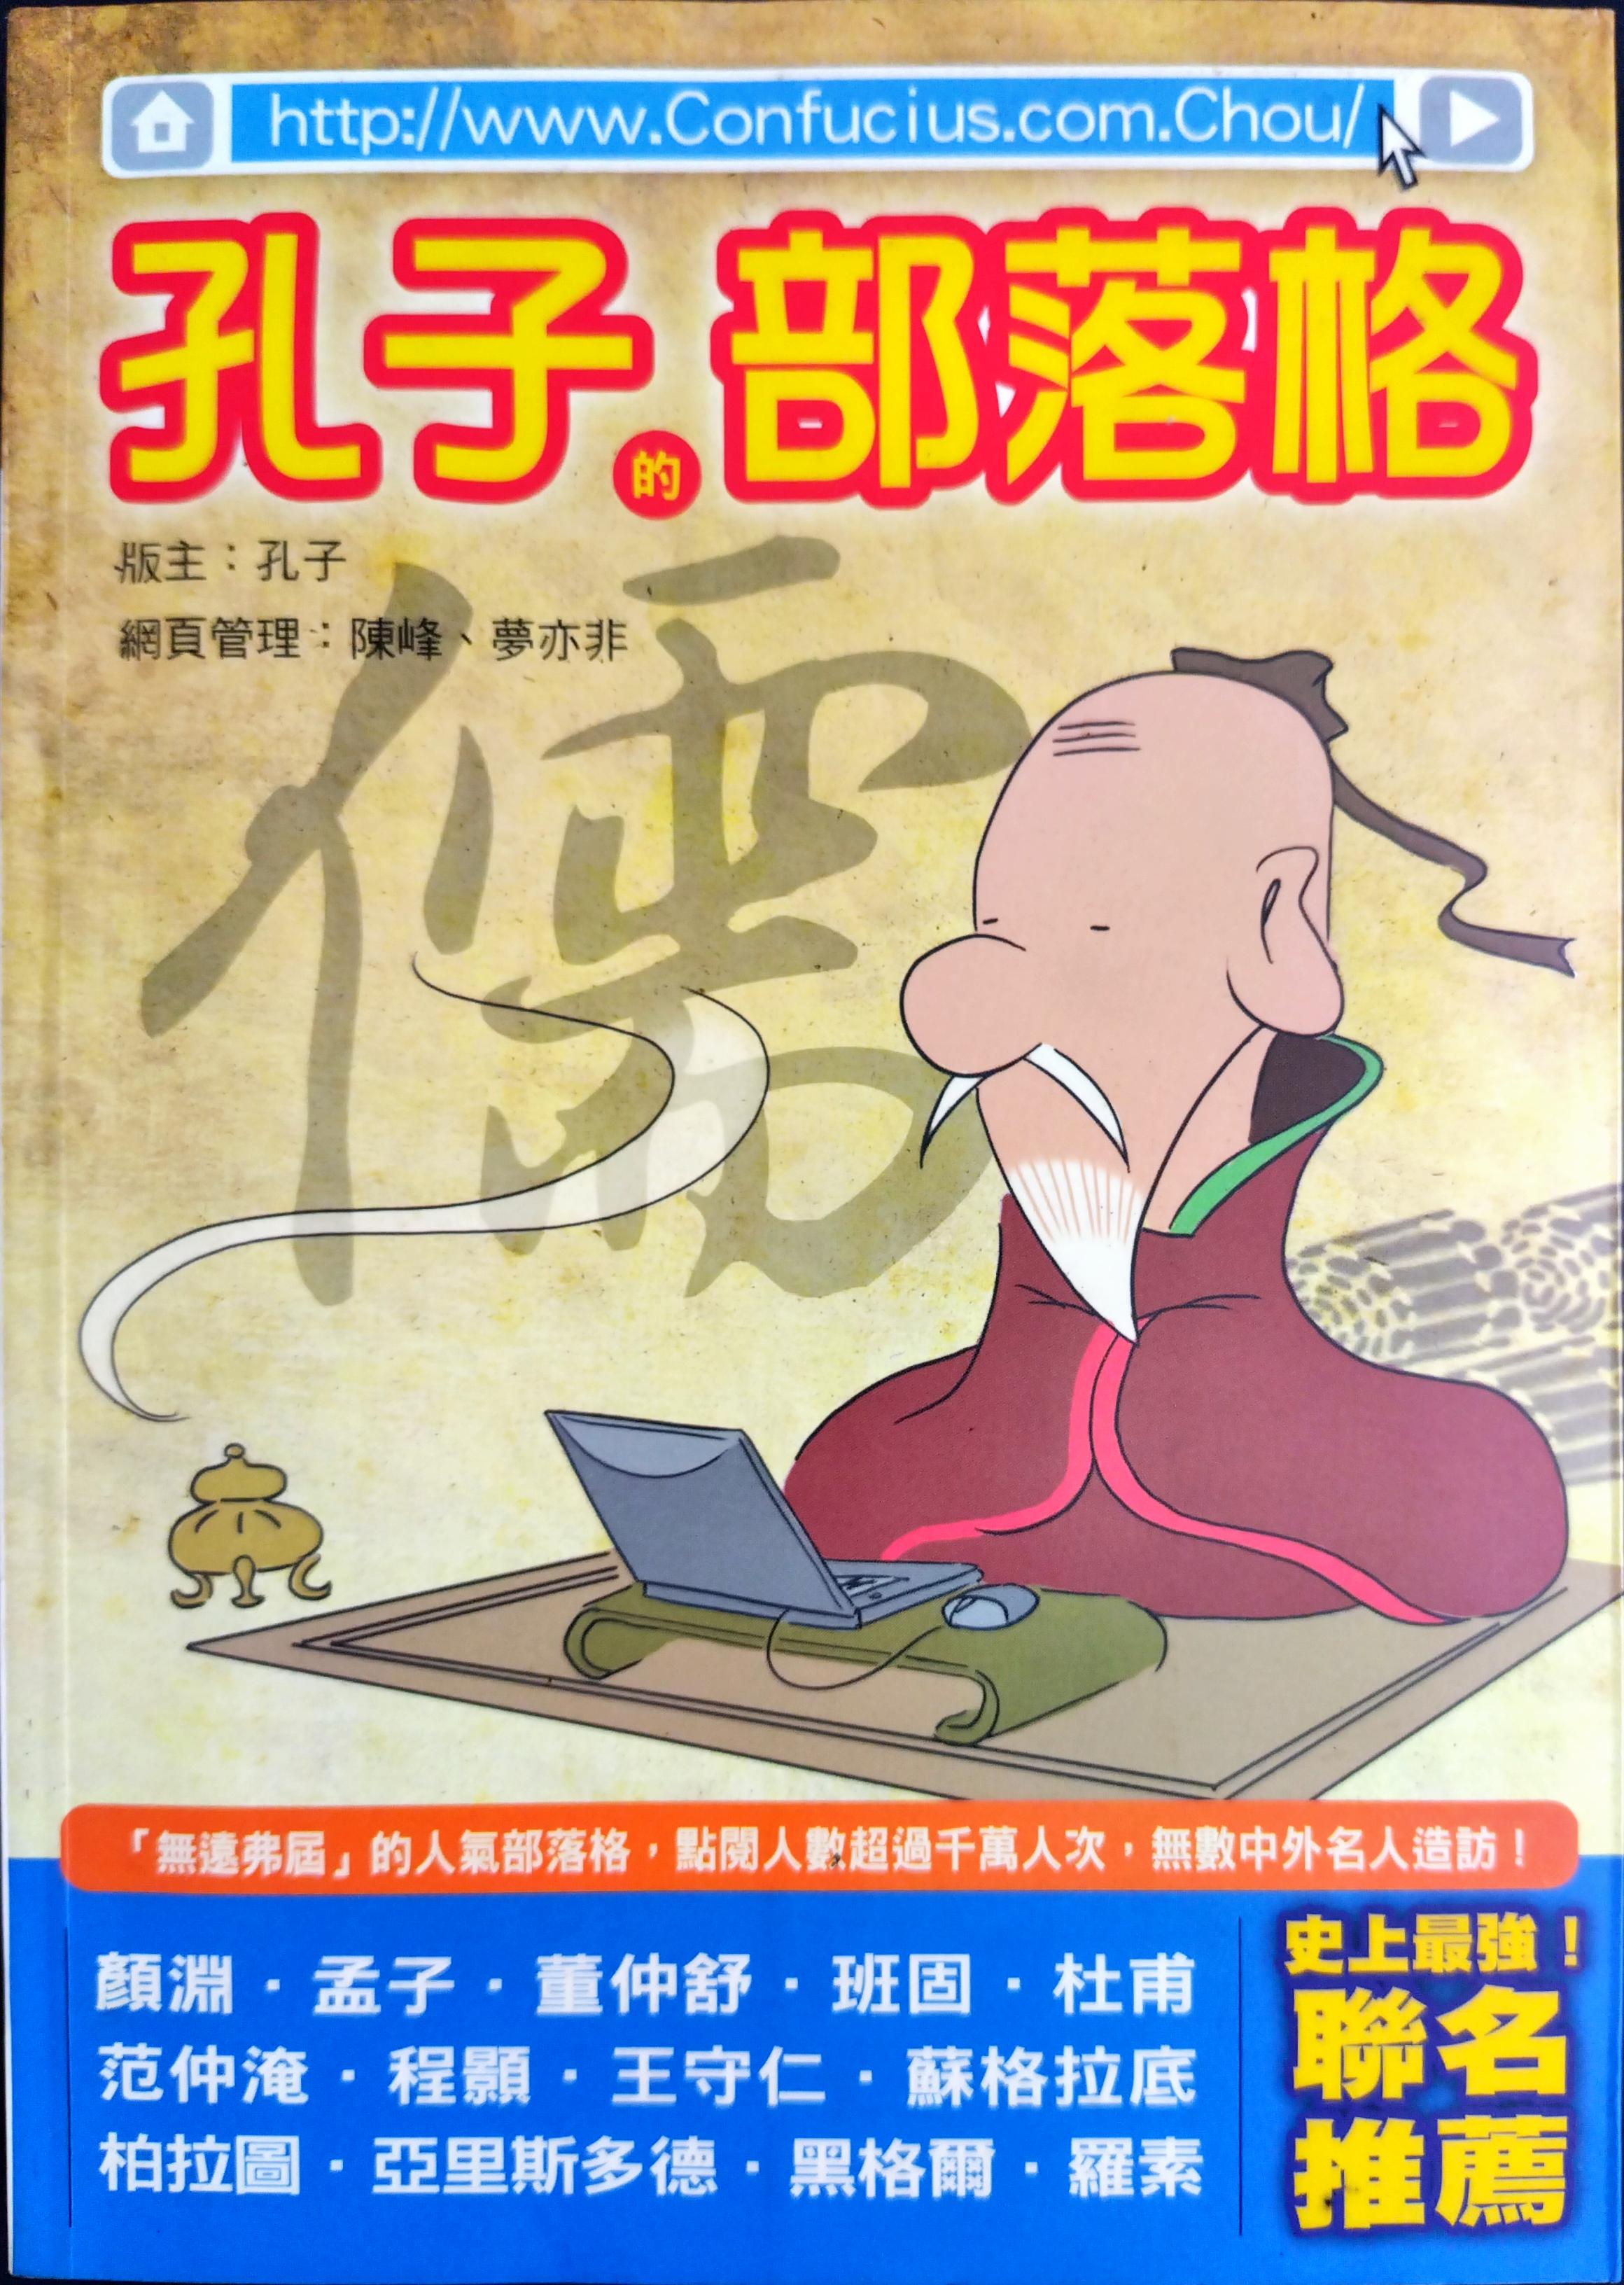 http://www.Confucius.com.Chou/
孔子的部落格
版主：孔子
網頁管理：陳峰、夢亦非
儒
「無遠弗屆」的人氣部落格，點閱人數超過千萬人次，無數中外名人造訪！
顏淵・孟子・董仲舒・班固・杜甫
范仲淹・程顥・王守仁・蘇格拉底
柏拉圖・亞里斯多德・黑格爾・羅素
史上最強！
聯名
推薦